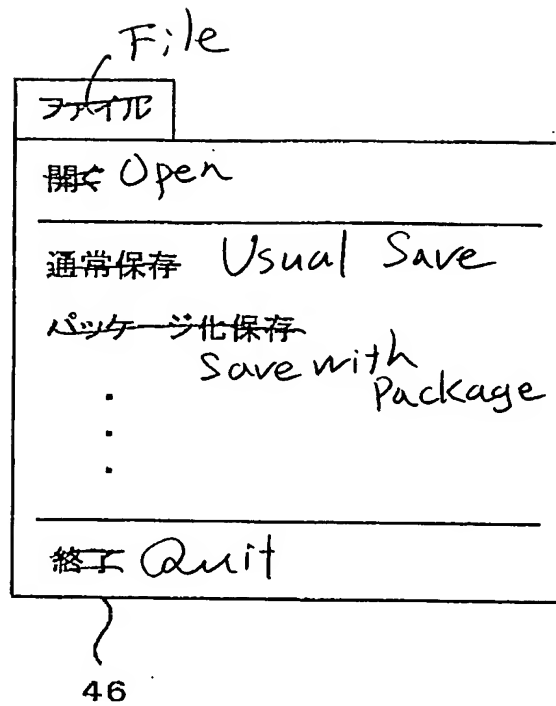 File
ファイル
開く Open
通常保存 Usual Save
パッケージ化保存
Save with
Package
終了 Quit
46